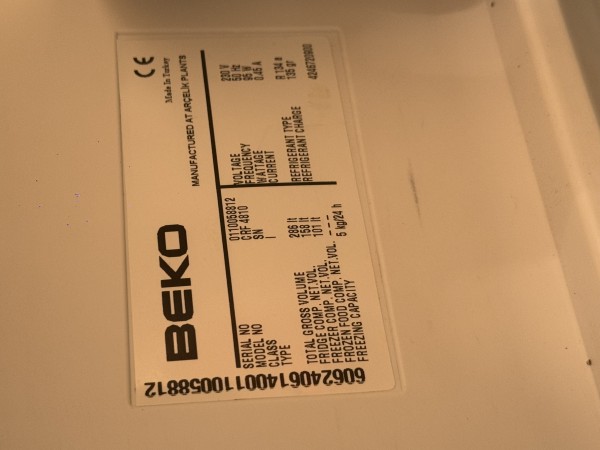 CE
Made In Turkey
BEKO
MANUFACTURED AT ARÇELİK PLANTS
SERIAL NO 0110058812
MODEL NO CRF 4810
CLASS SN
TYPE I
TOTAL GROSS VOLUME 286 lt
FRIDGE COMP. NET.VOL. 158 lt
FREEZER COMP. NET.VOL. 101 lt
FROZEN FOOD COMP. NET.VOL. ---
FREEZING CAPACITY 5 kg/24 h
VOLTAGE 230 V
FREQUENCY 50 Hz
WATTAGE 95 W
CURRENT 0.45 A
REFRIGERANT TYPE R 134 a
REFRIGERANT CHARGE 135 gr
4245720900
60624061400110058812